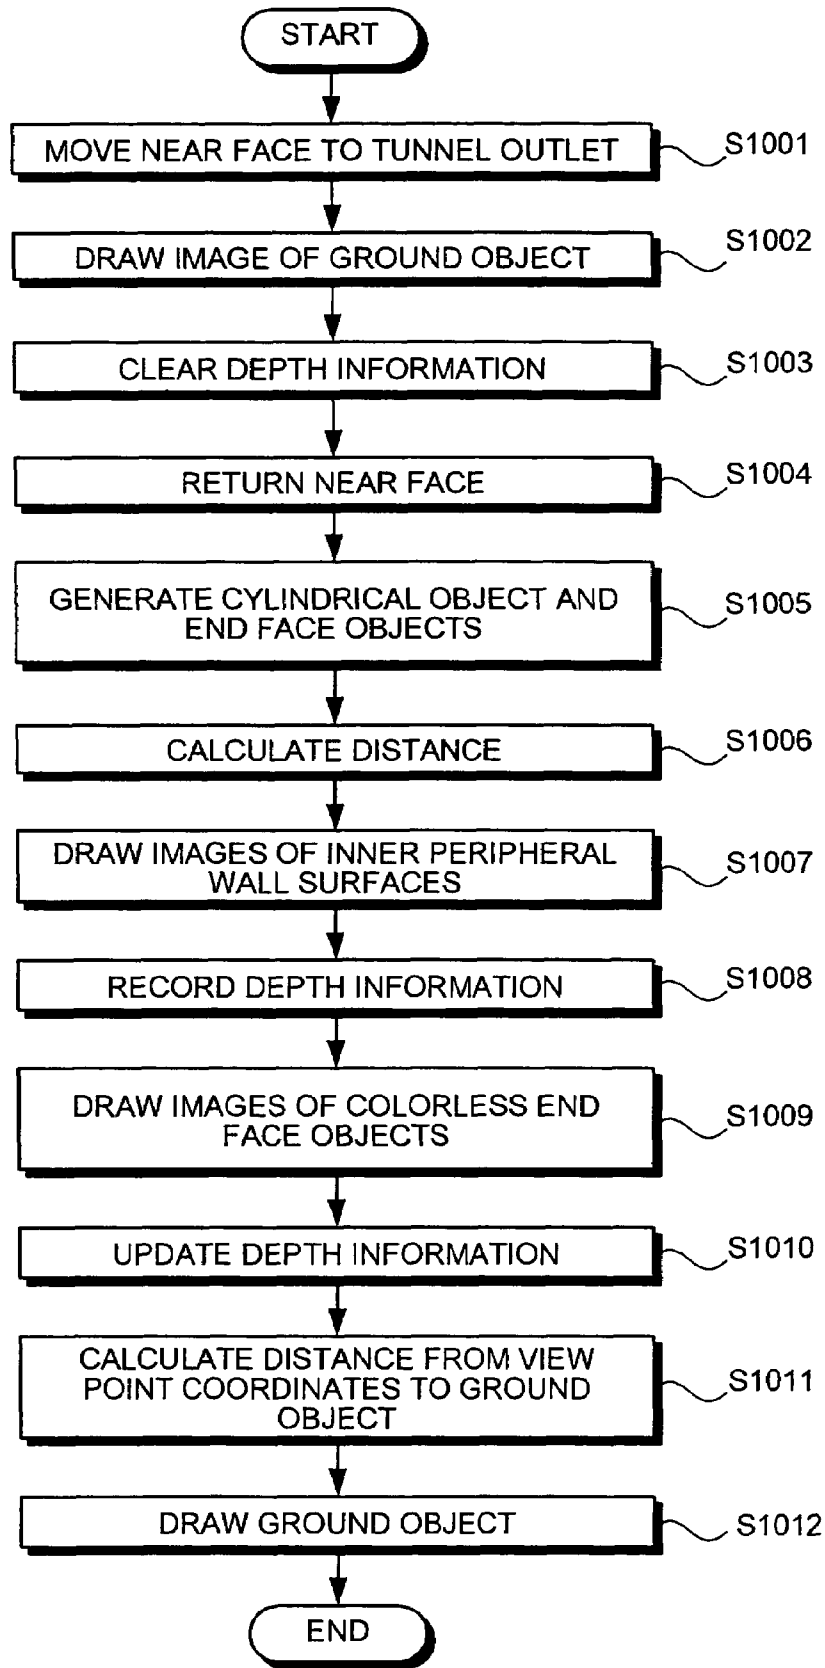 START
MOVE NEAR FACE TO TUNNEL OUTLET
S1001
DRAW IMAGE OF GROUND OBJECT
S1002
CLEAR DEPTH INFORMATION
S1003
RETURN NEAR FACE
S1004
GENERATE CYLINDRICAL OBJECT AND
END FACE OBJECTS
S1005
CALCULATE DISTANCE
S1006
DRAW IMAGES OF INNER PERIPHERAL
WALL SURFACES
S1007
RECORD DEPTH INFORMATION
S1008
DRAW IMAGES OF COLORLESS END
FACE OBJECTS
S1009
UPDATE DEPTH INFORMATION
S1010
CALCULATE DISTANCE FROM VIEW
POINT COORDINATES TO GROUND
OBJECT
S1011
DRAW GROUND OBJECT
S1012
END